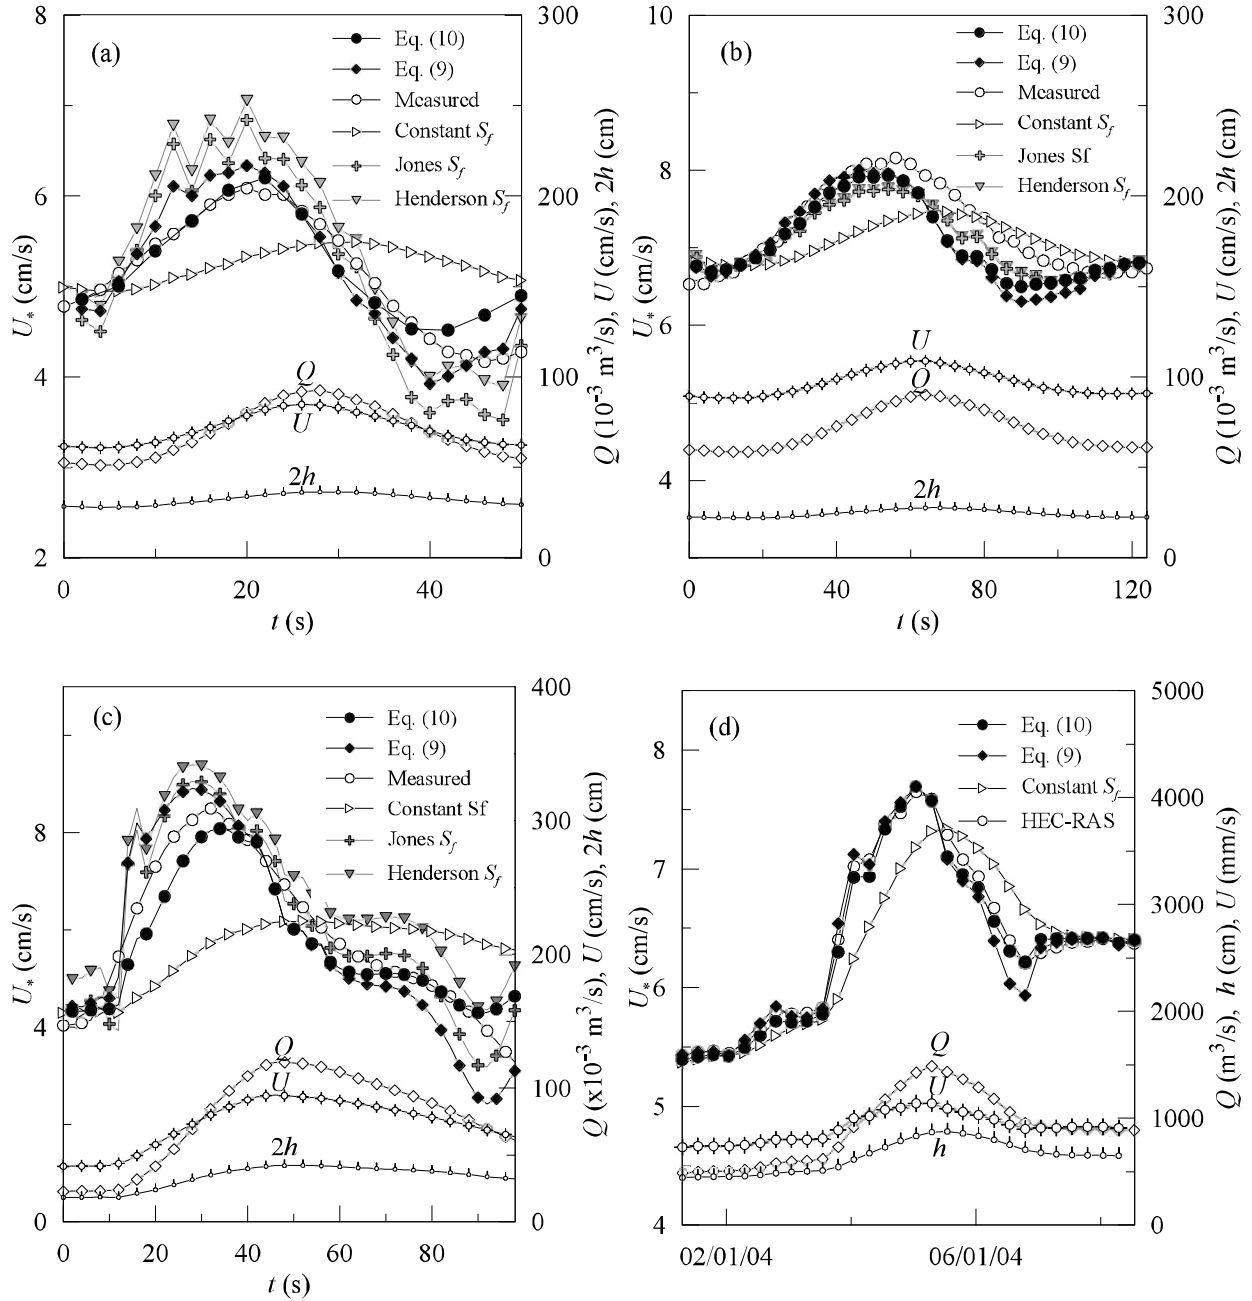 (a)
8
6
4
2
U* (cm/s)
Eq. (10)
Eq. (9)
Measured
Constant Sf
Jones Sf
Henderson Sf
Q
U
2h
300
200
100
0
Q (10⁻³ m³/s), U (cm/s), 2h (cm)
0 20 40
t (s)
(b)
10
8
6
4
U* (cm/s)
Eq. (10)
Eq. (9)
Measured
Constant Sf
Jones Sf
Henderson Sf
U
Q
2h
300
200
100
0
Q (10⁻³ m³/s), U (cm/s), 2h (cm)
0 40 80 120
t (s)
(c)
8
4
0
U* (cm/s)
Eq. (10)
Eq. (9)
Measured
Constant Sf
Jones Sf
Henderson Sf
Q
U
2h
400
300
200
100
0
Q (x10⁻³ m³/s), U (cm/s), 2h (cm)
0 20 40 60 80
t (s)
(d)
8
7
6
5
4
U* (cm/s)
Eq. (10)
Eq. (9)
Constant Sf
HEC-RAS
Q
U
h
5000
4000
3000
2000
1000
0
Q (m³/s), h (cm), U (mm/s)
02/01/04 06/01/04